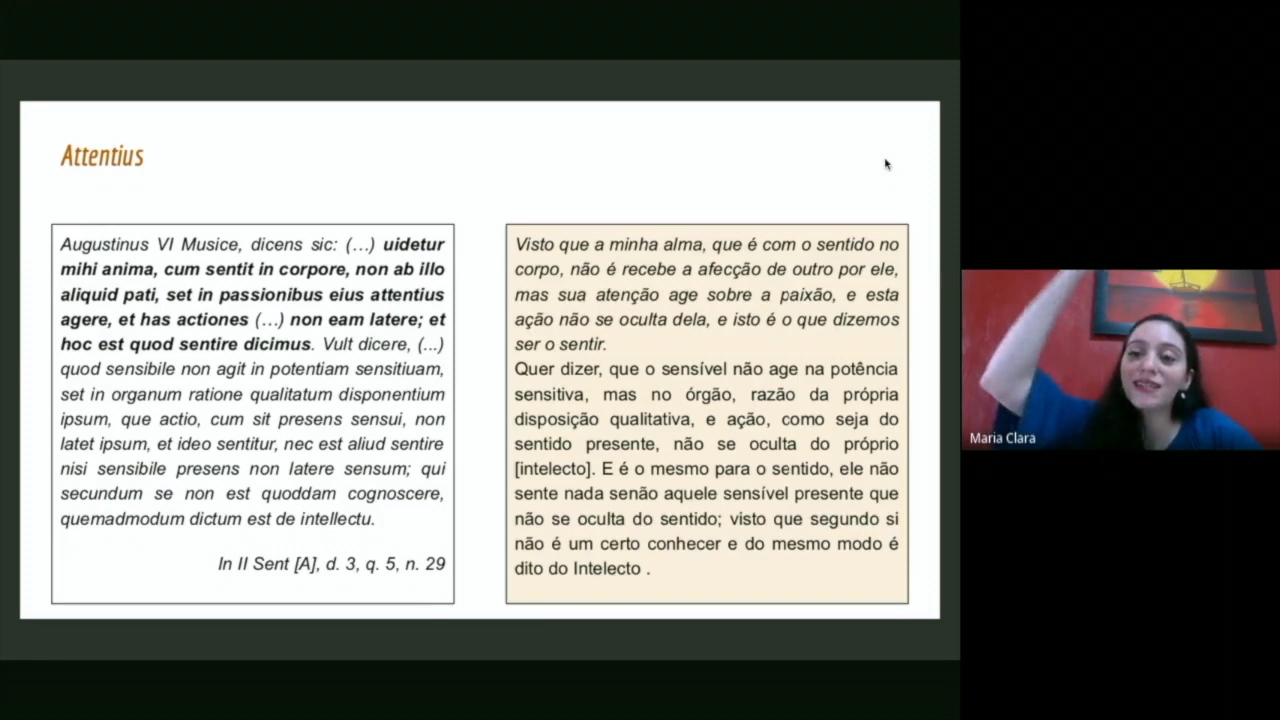 Attentius
Augustinus VI Musice, dicens sic: (…) uidetur
mihi anima, cum sentit in corpore, non ab illo
aliquid pati, set in passionibus eius attentius
agere, et has actiones (…) non eam latere; et
hoc est quod sentire dicimus. Vult dicere, (...)
quod sensibile non agit in potentiam sensitiuam,
set in organum ratione qualitatum disponentium
ipsum, que actio, cum sit presens sensui, non
latet ipsum, et ideo sentitur, nec est aliud sentire
nisi sensibile presens non latere sensum; qui
secundum se non est quoddam cognoscere,
quemadmodum dictum est de intellectu.
In II Sent [A], d. 3, q. 5, n. 29
Visto que a minha alma, que é com o sentido no
corpo, não é recebe a afecção de outro por ele,
mas sua atenção age sobre a paixão, e esta
ação não se oculta dela, e isto é o que dizemos
ser o sentir.
Quer dizer, que o sensível não age na potência
sensitiva, mas no órgão, razão da própria
disposição qualitativa, e ação, como seja do
sentido presente, não se oculta do próprio
[intelecto]. E é o mesmo para o sentido, ele não
sente nada senão aquele sensível presente que
não se oculta do sentido; visto que segundo si
não é um certo conhecer e do mesmo modo é
dito do Intelecto .
Maria Clara